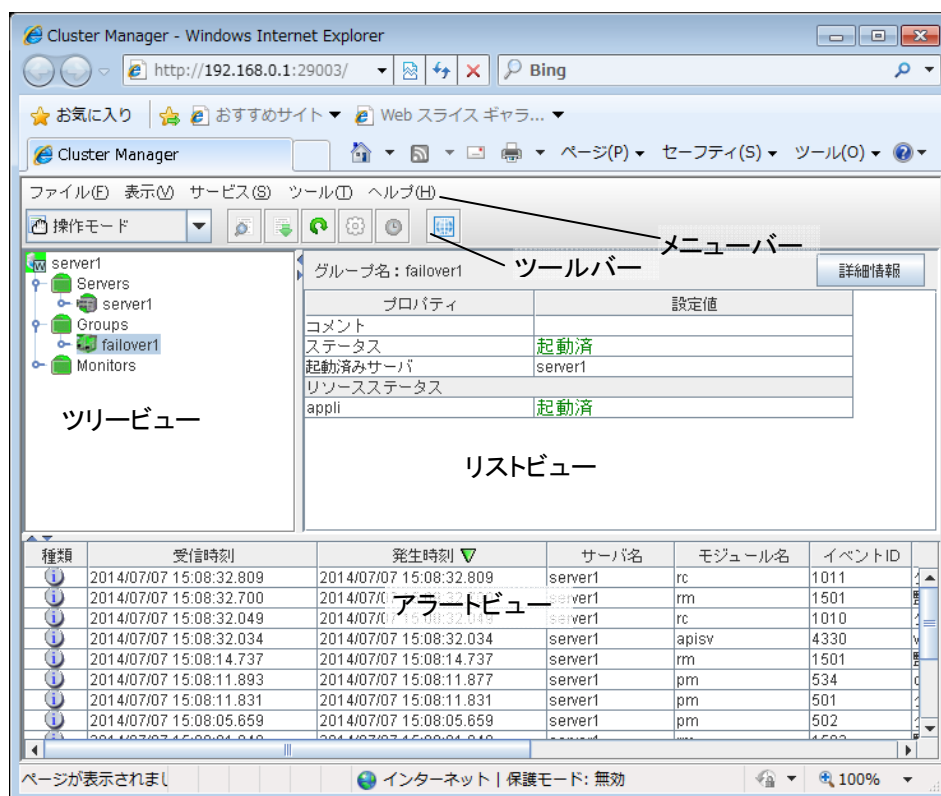 Cluster Manager - Windows Internet Explorer
http://192.168.0.1:29003/
Bing
お気に入り おすすめサイト ▼ Web スライス ギャラ... ▼
Cluster Manager ページ(P) セーフティ(S) ツール(O)
ファイル(F) 表示(V) サービス(S) ツール(T) ヘルプ(H)
操作モード
メニューバー
ツールバー
server1
Servers
server1
Groups
failover1
Monitors
ツリービュー
グループ名 : failover1 詳細情報
プロパティ 設定値
コメント
ステータス 起動済
起動済みサーバ server1
リソースステータス
appli 起動済
リストビュー
種類 受信時刻 発生時刻 サーバ名 モジュール名 イベントID
2014/07/07 15:08:32.809 2014/07/07 15:08:32.809 server1 rc 1011
2014/07/07 15:08:32.700 2014/07/0 server1 rm 1501
アラートビュー
2014/07/07 15:08:32.049 2014/07/07 15:08:32.049 server1 rc 1010
2014/07/07 15:08:32.034 2014/07/07 15:08:32.034 server1 apisv 4330
2014/07/07 15:08:14.737 2014/07/07 15:08:14.737 server1 rm 1501
2014/07/07 15:08:11.893 2014/07/07 15:08:11.877 server1 pm 534
2014/07/07 15:08:11.831 2014/07/07 15:08:11.831 server1 pm 501
2014/07/07 15:08:05.659 2014/07/07 15:08:05.659 server1 pm 502
ページが表示されまし インターネット | 保護モード: 無効 100%